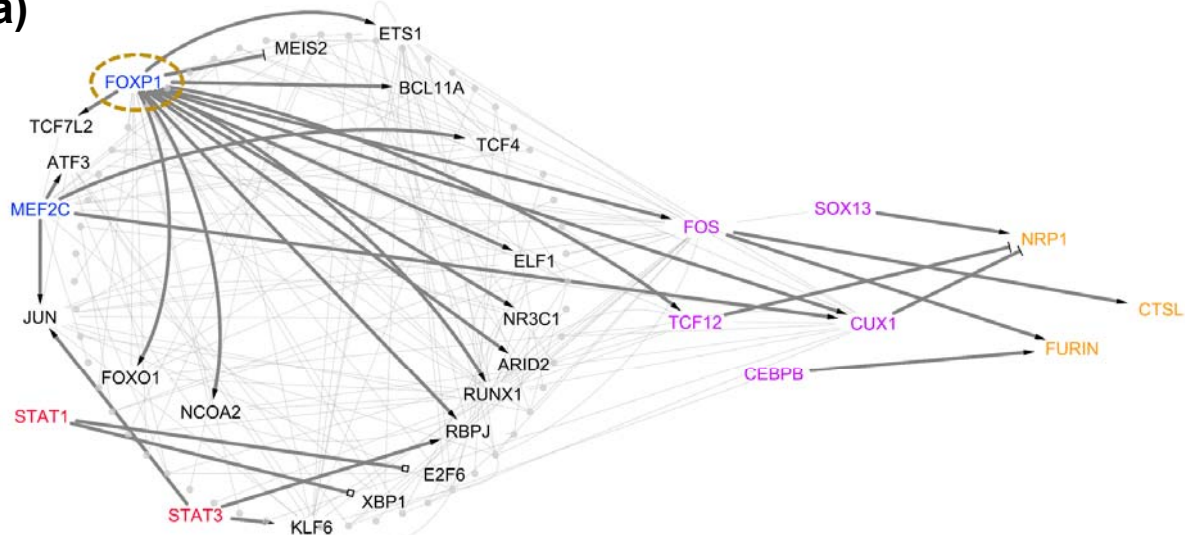 a)
ETS1
MEIS2
FOXP1
BCL11A
TCF7L2
TCF4
ATF3
MEF2C
SOX13
FOS
NRP1
ELF1
CTSL
JUN
NR3C1
TCF12
CUX1
FURIN
ARID2
FOXO1
CEBPB
RUNX1
NCOA2
STAT1
RBPJ
E2F6
XBP1
STAT3
KLF6